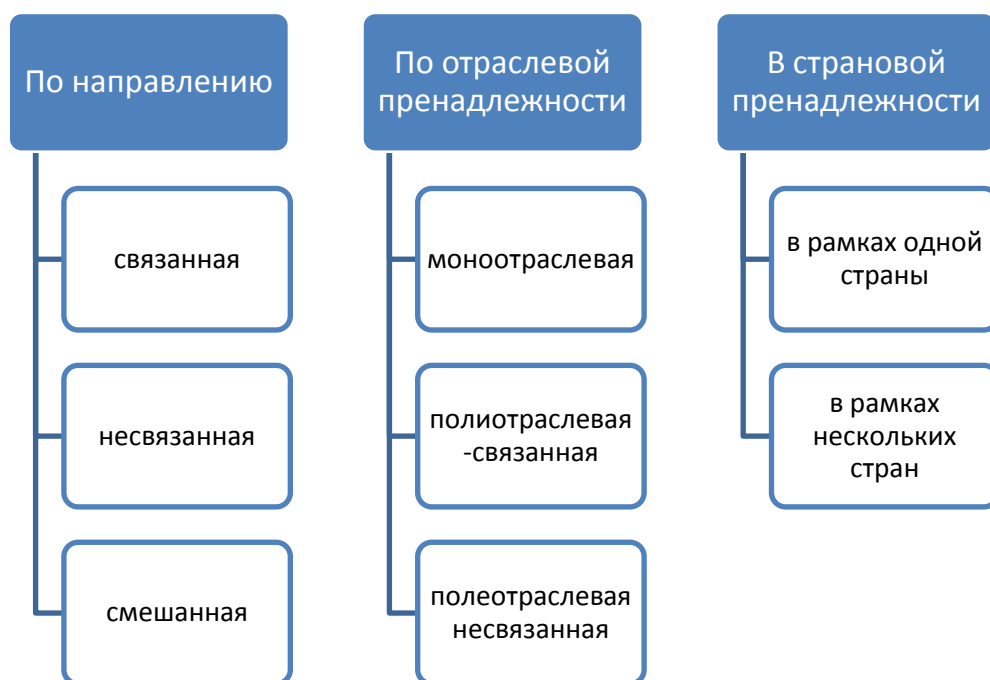 По направлению
связанная
несвязанная
смешанная
По отраслевой
пренадлежности
моноотраслевая
полиотраслевая
-связанная
полеотраслевая
несвязанная
В страновой
пренадлежности
в рамках одной
страны
в рамках
нескольких
стран